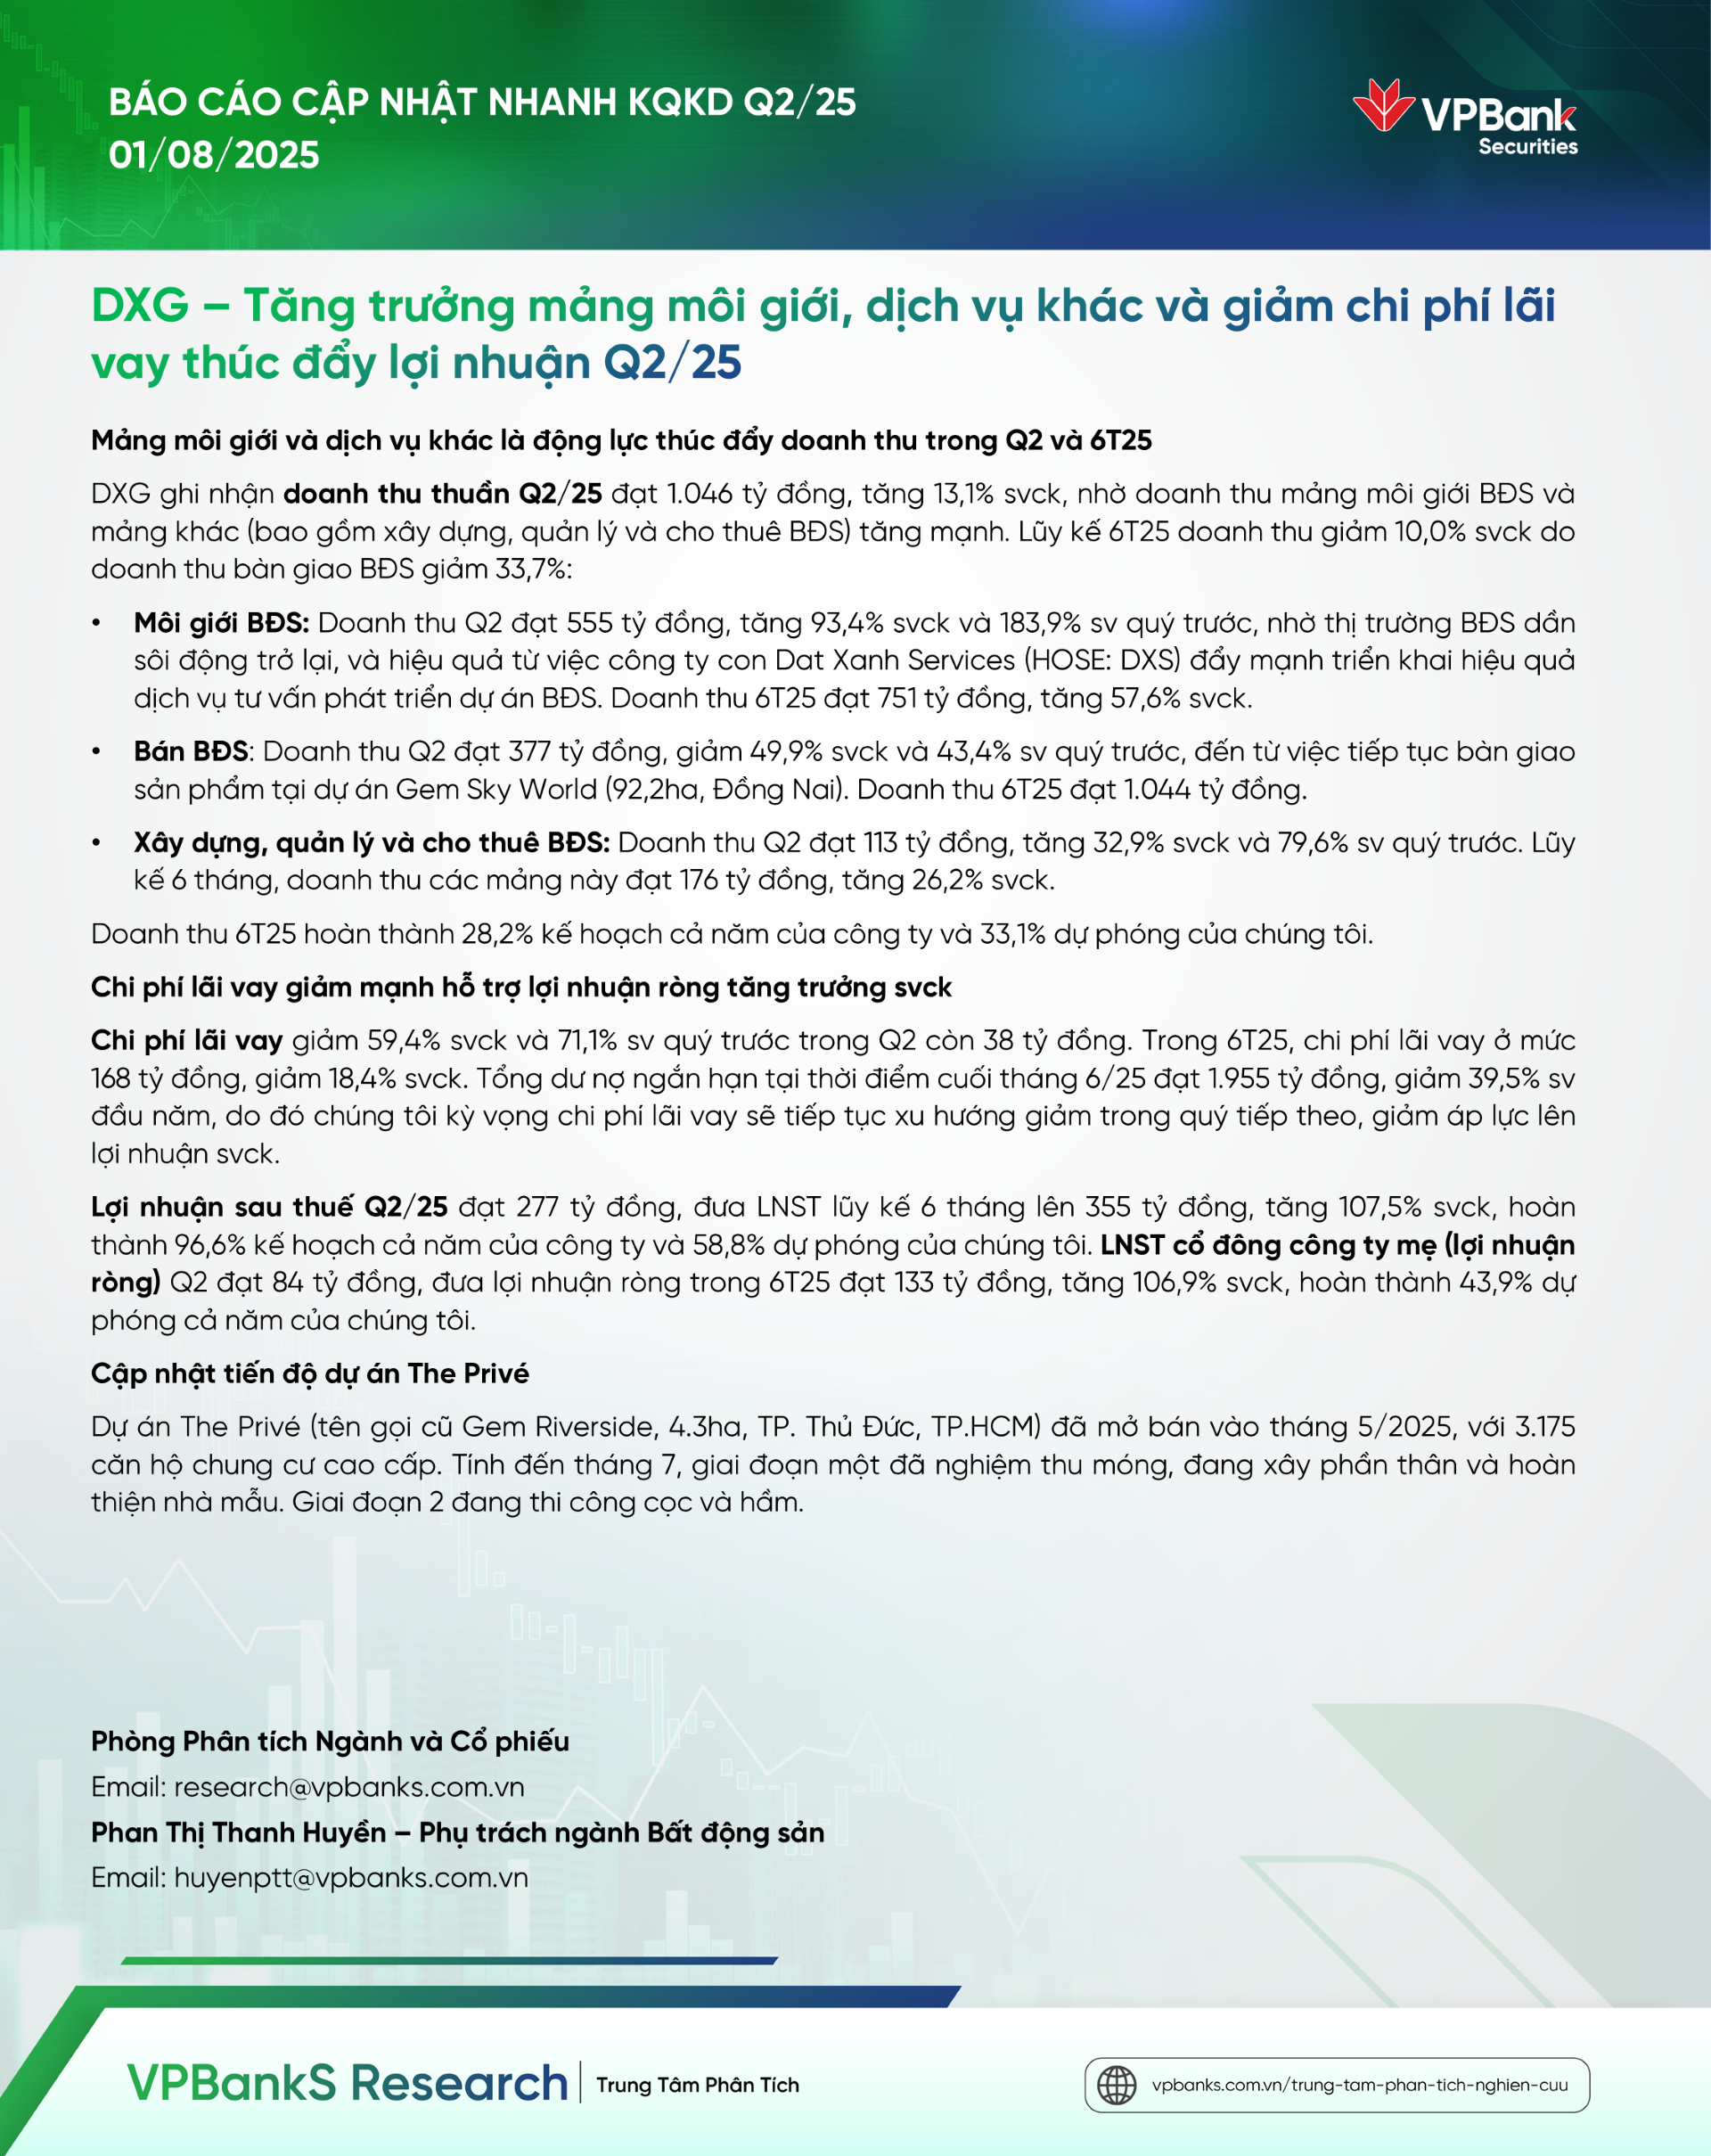 BÁO CÁO CẬP NHẬT NHANH KQKD Q2/25
01/08/2025
VPBank
Securities
DXG – Tăng trưởng mảng môi giới, dịch vụ khác và giảm chi phí lãi
vay thúc đẩy lợi nhuận Q2/25
Mảng môi giới và dịch vụ khác là động lực thúc đẩy doanh thu trong Q2 và 6T25
DXG ghi nhận doanh thu thuần Q2/25 đạt 1.046 tỷ đồng, tăng 13,1% svck, nhờ doanh thu mảng môi giới BĐS và
mảng khác (bao gồm xây dựng, quản lý và cho thuê BĐS) tăng mạnh. Lũy kế 6T25 doanh thu giảm 10,0% svck do
doanh thu bàn giao BĐS giảm 33,7%:
• Môi giới BĐS: Doanh thu Q2 đạt 555 tỷ đồng, tăng 93,4% svck và 183,9% sv quý trước, nhờ thị trường BĐS dần
sôi động trở lại, và hiệu quả từ việc công ty con Dat Xanh Services (HOSE: DXS) đẩy mạnh triển khai hiệu quả
dịch vụ tư vấn phát triển dự án BĐS. Doanh thu 6T25 đạt 751 tỷ đồng, tăng 57,6% svck.
• Bán BĐS: Doanh thu Q2 đạt 377 tỷ đồng, giảm 49,9% svck và 43,4% sv quý trước, đến từ việc tiếp tục bàn giao
sản phẩm tại dự án Gem Sky World (92,2ha, Đồng Nai). Doanh thu 6T25 đạt 1.044 tỷ đồng.
• Xây dựng, quản lý và cho thuê BĐS: Doanh thu Q2 đạt 113 tỷ đồng, tăng 32,9% svck và 79,6% sv quý trước. Lũy
kế 6 tháng, doanh thu các mảng này đạt 176 tỷ đồng, tăng 26,2% svck.
Doanh thu 6T25 hoàn thành 28,2% kế hoạch cả năm của công ty và 33,1% dự phóng của chúng tôi.
Chi phí lãi vay giảm mạnh hỗ trợ lợi nhuận ròng tăng trưởng svck
Chi phí lãi vay giảm 59,4% svck và 71,1% sv quý trước trong Q2 còn 38 tỷ đồng. Trong 6T25, chi phí lãi vay ở mức
168 tỷ đồng, giảm 18,4% svck. Tổng dư nợ ngắn hạn tại thời điểm cuối tháng 6/25 đạt 1.955 tỷ đồng, giảm 39,5% sv
đầu năm, do đó chúng tôi kỳ vọng chi phí lãi vay sẽ tiếp tục xu hướng giảm trong quý tiếp theo, giảm áp lực lên
lợi nhuận svck.
Lợi nhuận sau thuế Q2/25 đạt 277 tỷ đồng, đưa LNST lũy kế 6 tháng lên 355 tỷ đồng, tăng 107,5% svck, hoàn
thành 96,6% kế hoạch cả năm của công ty và 58,8% dự phóng của chúng tôi. LNST cổ đông công ty mẹ (lợi nhuận
ròng) Q2 đạt 84 tỷ đồng, đưa lợi nhuận ròng trong 6T25 đạt 133 tỷ đồng, tăng 106,9% svck, hoàn thành 43,9% dự
phóng cả năm của chúng tôi.
Cập nhật tiến độ dự án The Privé
Dự án The Privé (tên gọi cũ Gem Riverside, 4.3ha, TP. Thủ Đức, TP.HCM) đã mở bán vào tháng 5/2025, với 3.175
căn hộ chung cư cao cấp. Tính đến tháng 7, giai đoạn một đã nghiệm thu móng, đang xây phần thân và hoàn
thiện nhà mẫu. Giai đoạn 2 đang thi công cọc và hầm.
Phòng Phân tích Ngành và Cổ phiếu
Email: research@vpbanks.com.vn
Phan Thị Thanh Huyền – Phụ trách ngành Bất động sản
Email: huyenptt@vpbanks.com.vn
VPBankS Research | Trung Tâm Phân Tích
vpbanks.com.vn/trung-tam-phan-tich-nghien-cuu